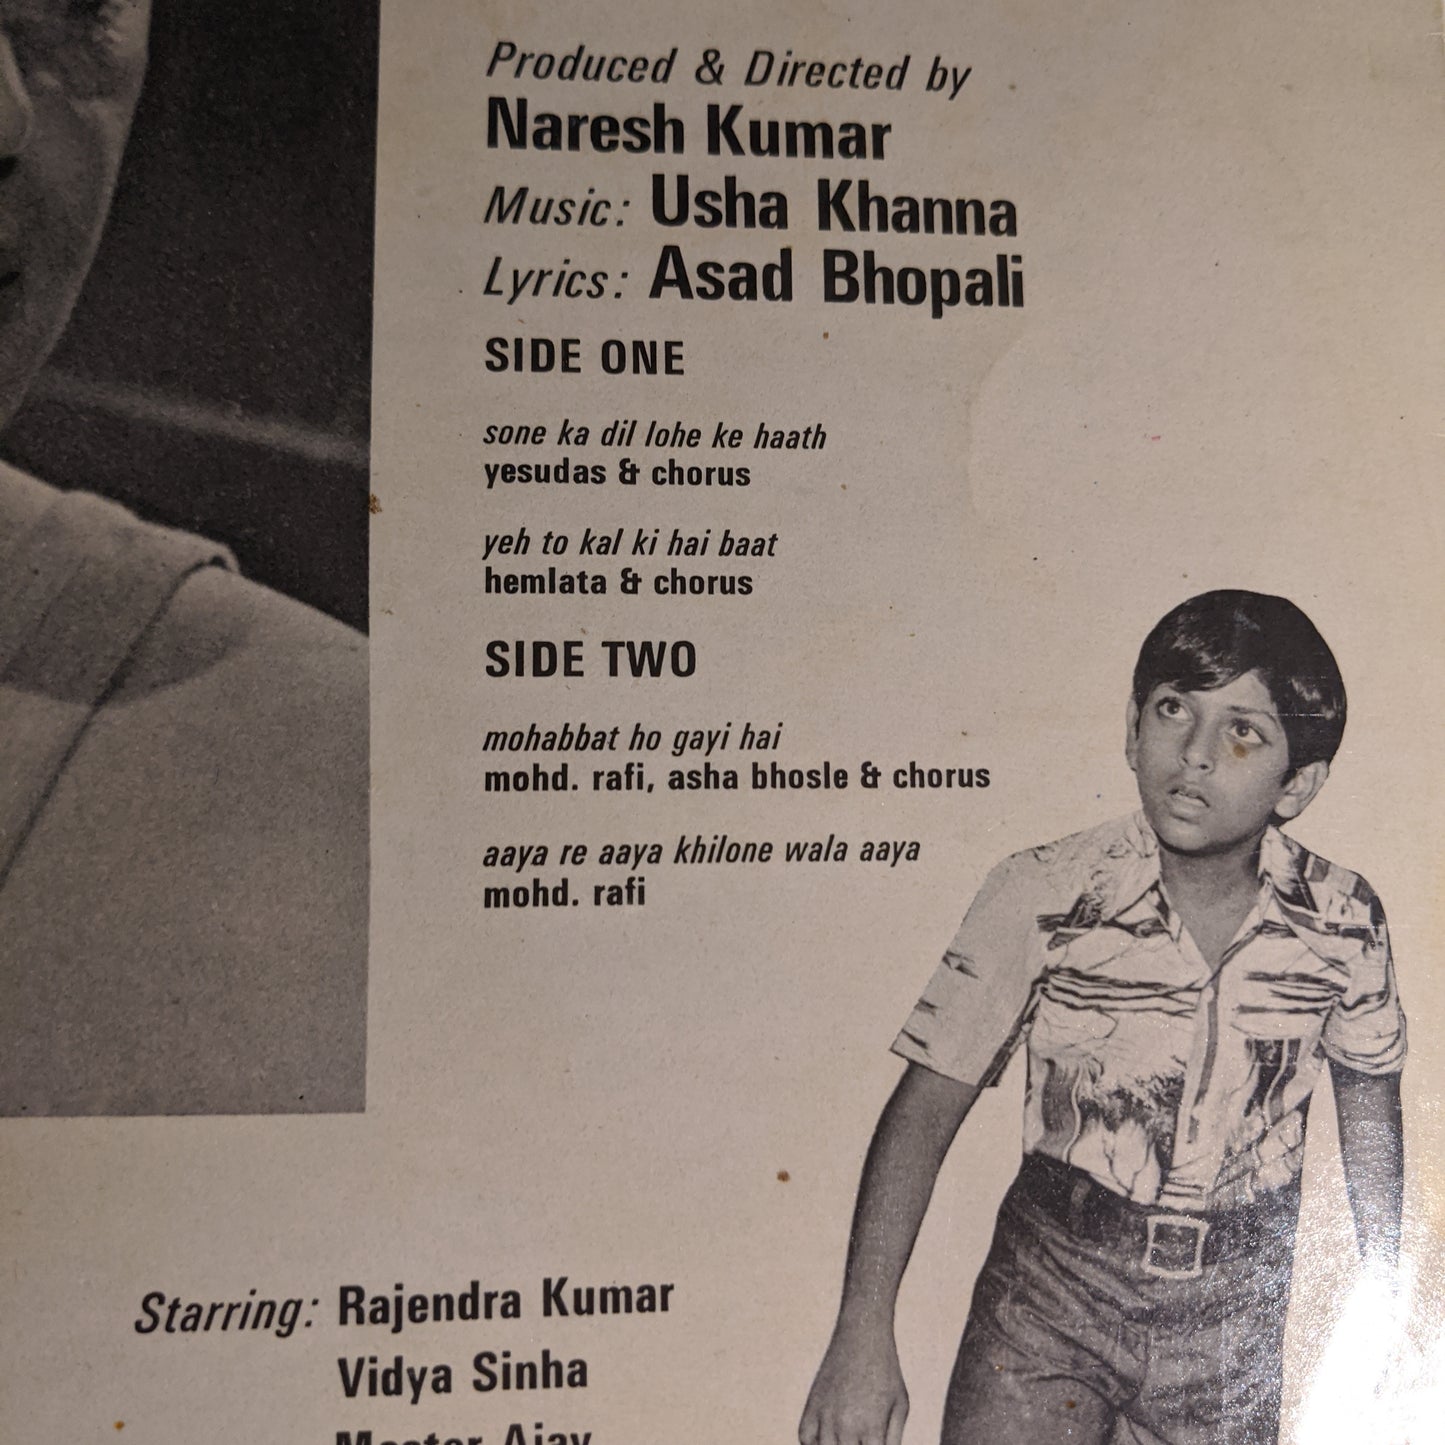 Produced & Directed by
Naresh Kumar
Music: Usha Khanna
Lyrics: Asad Bhopali
SIDE ONE
sone ka dil lohe ke haath
yesudas & chorus
yeh to kal ki hai baat
hemlata & chorus
SIDE TWO
mohabbat ho gayi hai
mohd. rafi, asha bhosle & chorus
aaya re aaya khilone wala aaya
mohd. rafi
Starring: Rajendra Kumar
Vidya Sinha
Master Ajay